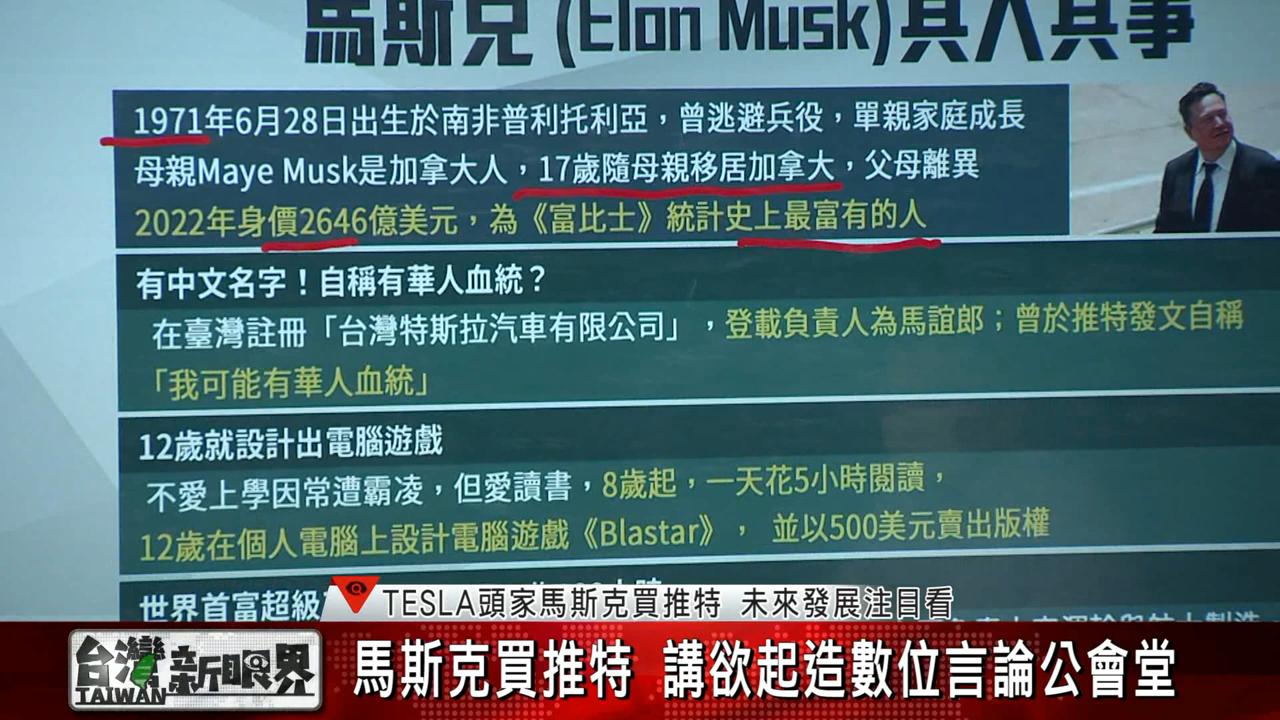 馬斯克(Elon Musk)其人其事
1971年6月28日出生於南非普利托利亞，曾逃避兵役，單親家庭成長
母親Maye Musk是加拿大人，17歲隨母親移居加拿大，父母離異
2022年身價2646億美元，為《富比士》統計史上最富有的人
有中文名字！自稱有華人血統？
在臺灣註冊「台灣特斯拉汽車有限公司」，登載負責人為馬誼郎；曾於推特發文自稱
「我可能有華人血統」
12歲就設計出電腦遊戲
不愛上學因常遭霸凌，但愛讀書，8歲起，一天花5小時閱讀，
12歲在個人電腦上設計電腦遊戲《Blastar》， 並以500美元賣出版權
世界首富超級
TESLA頭家馬斯克買推特 未來發展注目看
台灣新眼界
TAIWAN
馬斯克買推特 講欲起造數位言論公會堂